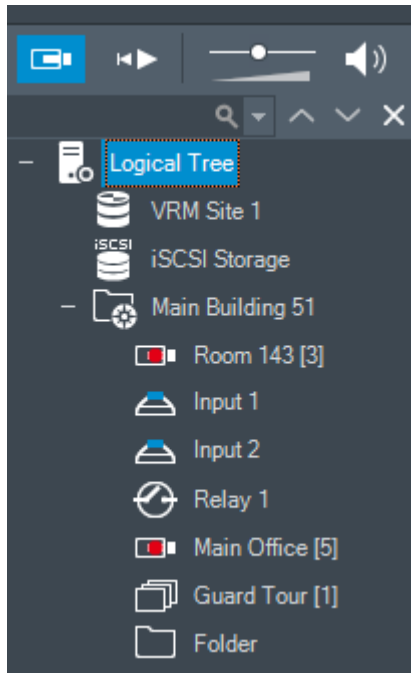 Logical Tree
VRM Site 1
iSCSI
iSCSI Storage
Main Building 51
Room 143 [3]
Input 1
Input 2
Relay 1
Main Office [5]
Guard Tour [1]
Folder